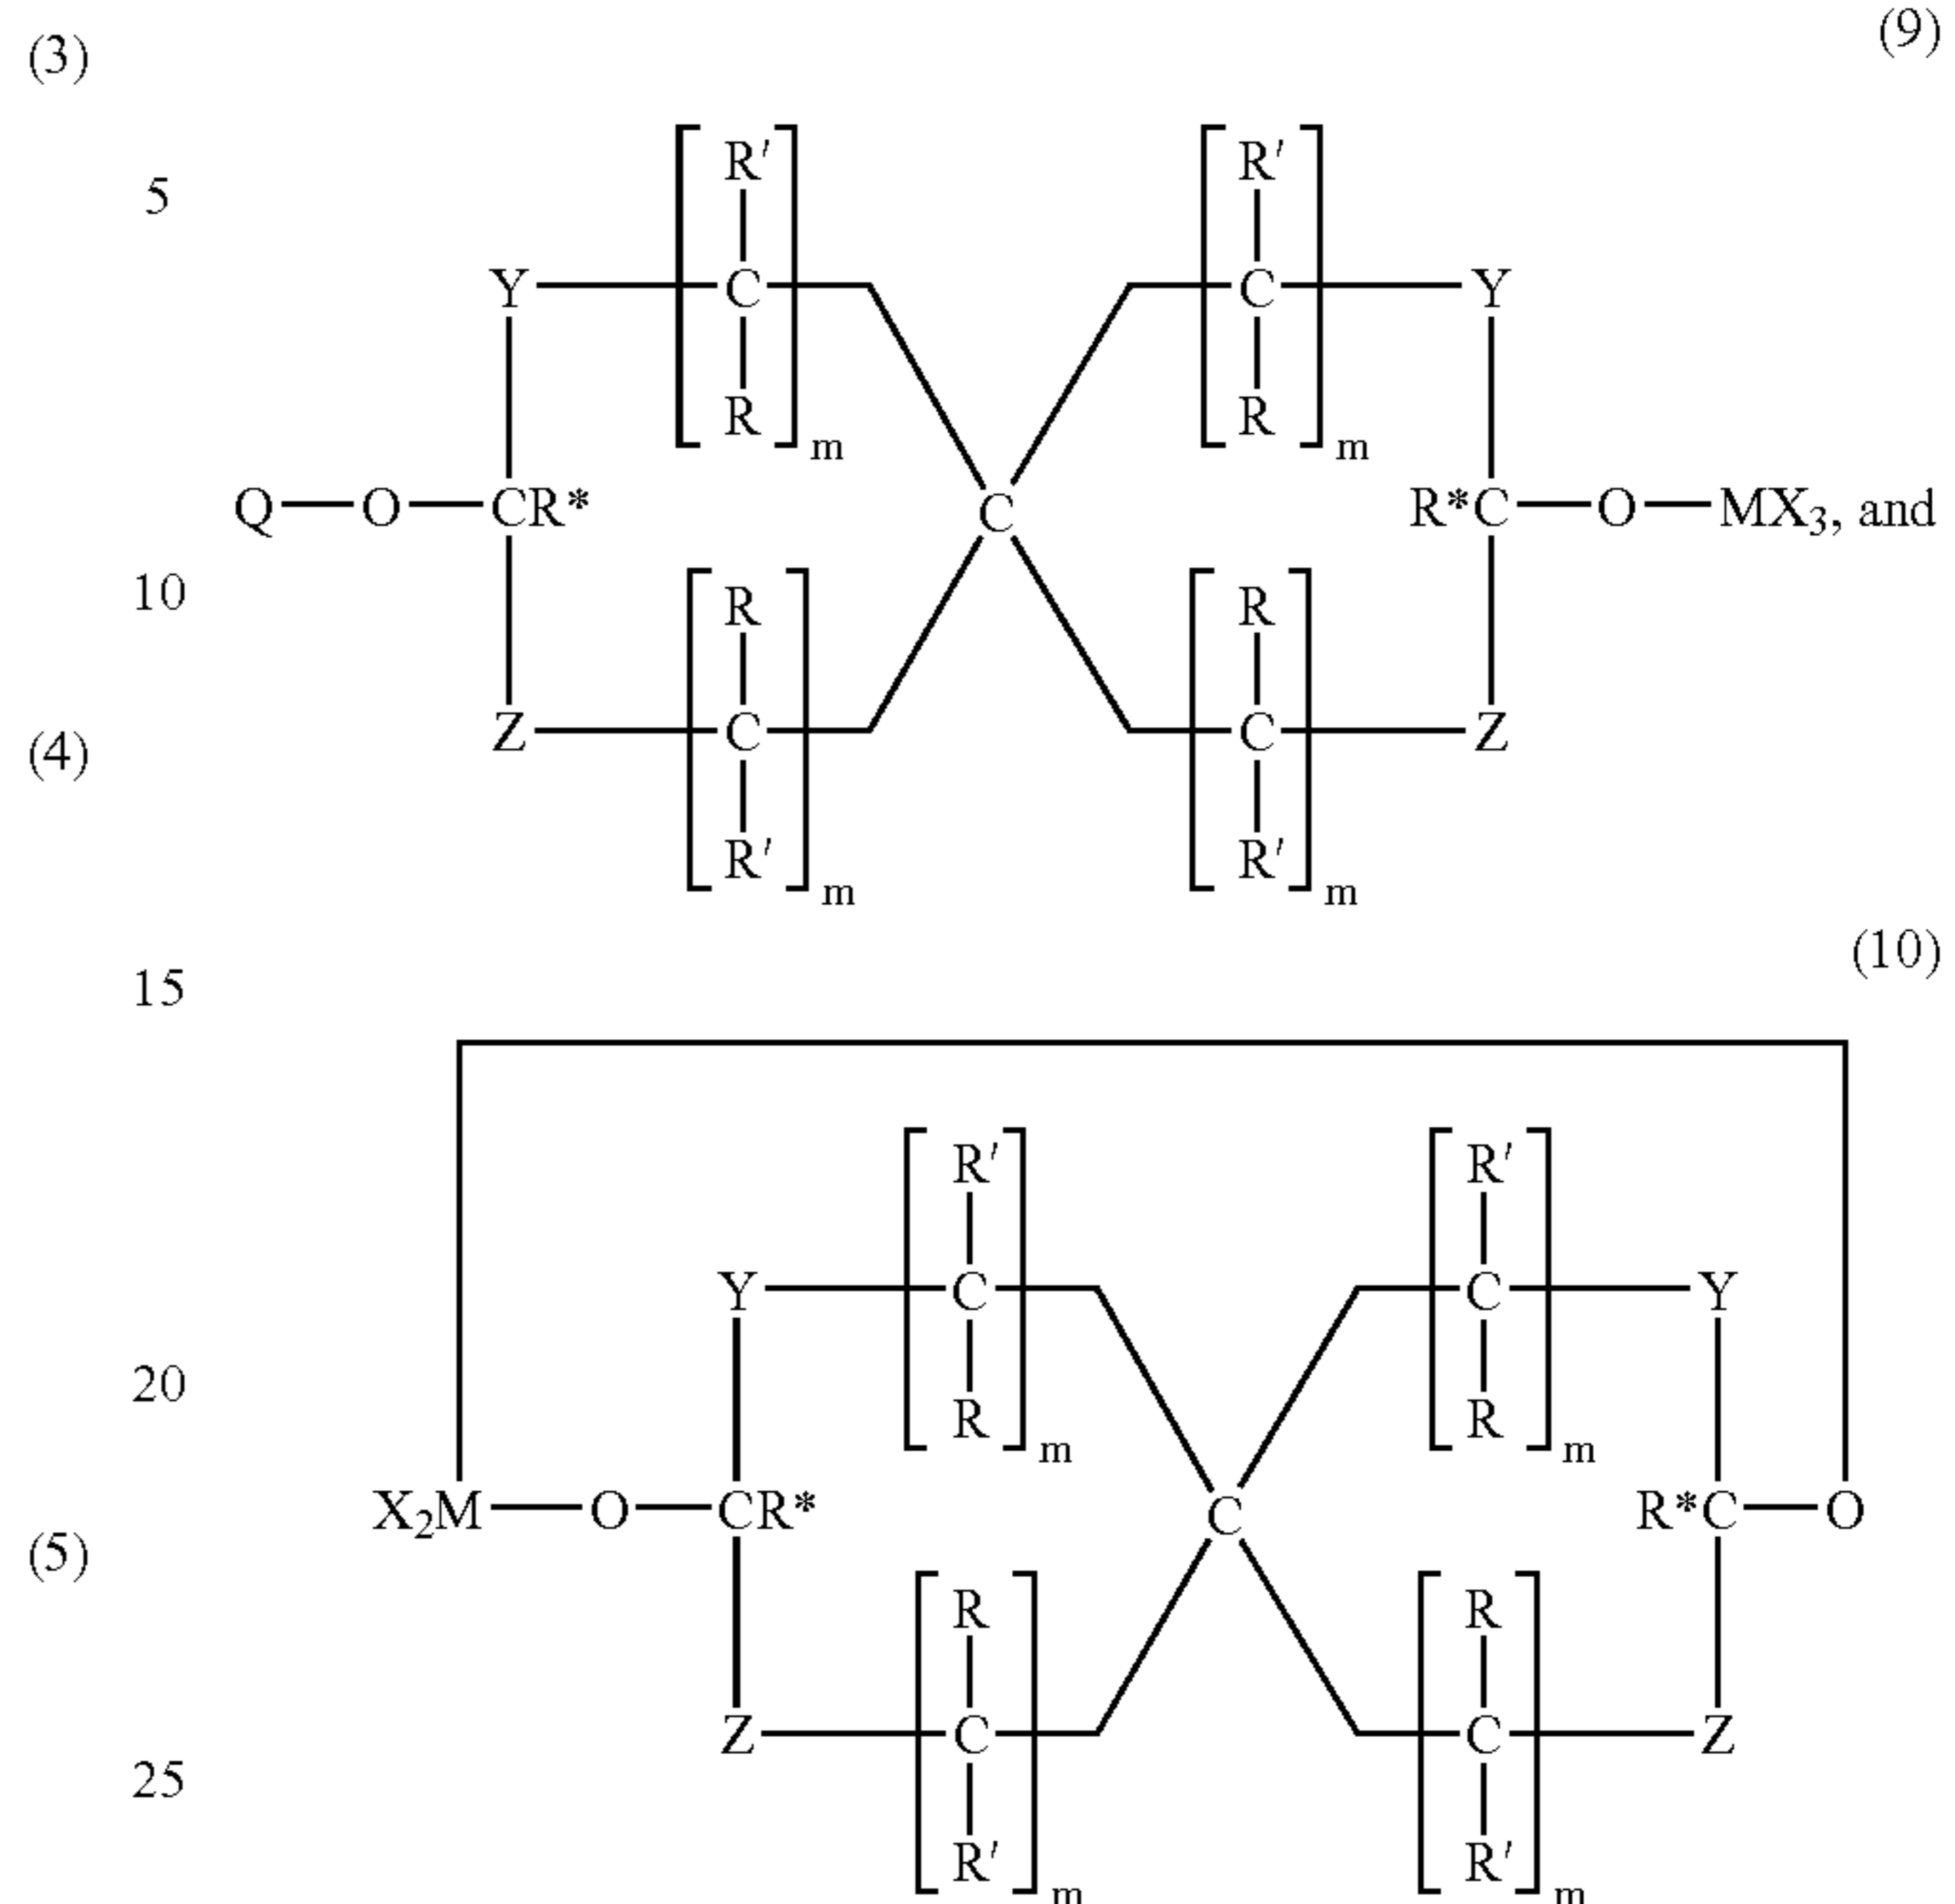 (3)
(9)
R′ R′
5
Y C C Y
R R
m m
Q—O—CR* C R*C—O—MX₃, and
10
R R
(4)
Z C C Z
R′ R′
m m
15
(10)
R′ R′
20
Y C C Y
R R
m m
(5)
X₂M—O—CR* C R*C—O
R R
25
Z C C Z
R′ R′
m m